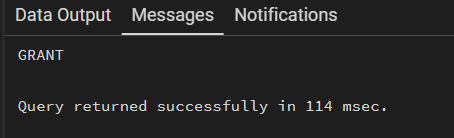 Data Output Messages Notifications
GRANT
Query returned successfully in 114 msec.